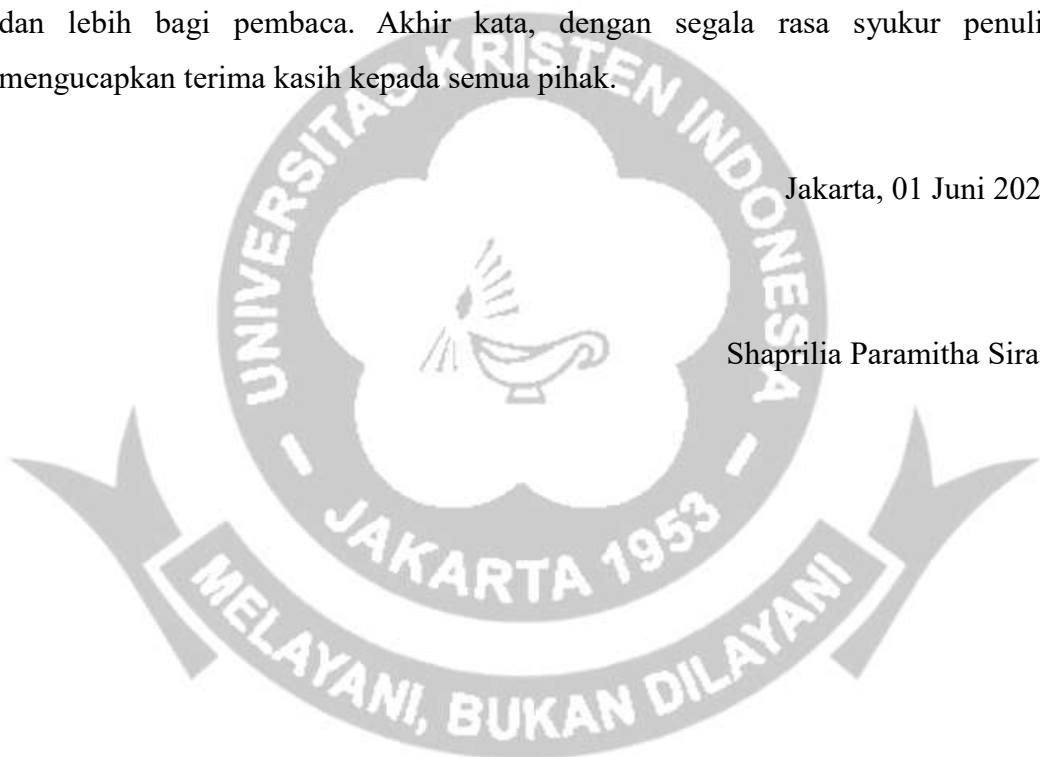 dan lebih bagi pembaca. Akhir kata, dengan segala rasa syukur penuli
mengucapkan terima kasih kepada semua pihak.
Jakarta, 01 Juni 202
Shaprilia Paramitha Sira
UNIVERSITAS KRISTEN INDONESIA
- JAKARTA 1953 -
MELAYANI, BUKAN DILAYANI